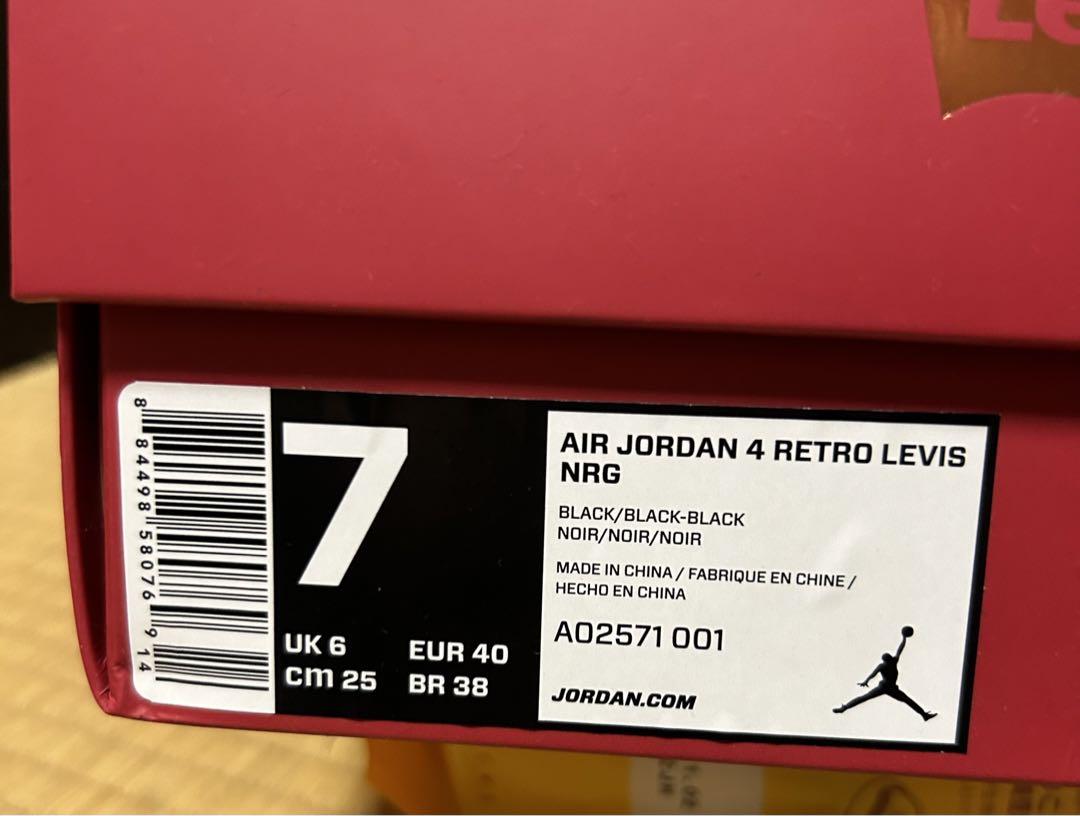 Le
8 84498 58076 9 14
7
UK 6 EUR 40
cm 25 BR 38
AIR JORDAN 4 RETRO LEVIS
NRG
BLACK/BLACK-BLACK
NOIR/NOIR/NOIR
MADE IN CHINA / FABRIQUE EN CHINE /
HECHO EN CHINA
AO2571 001
JORDAN.COM